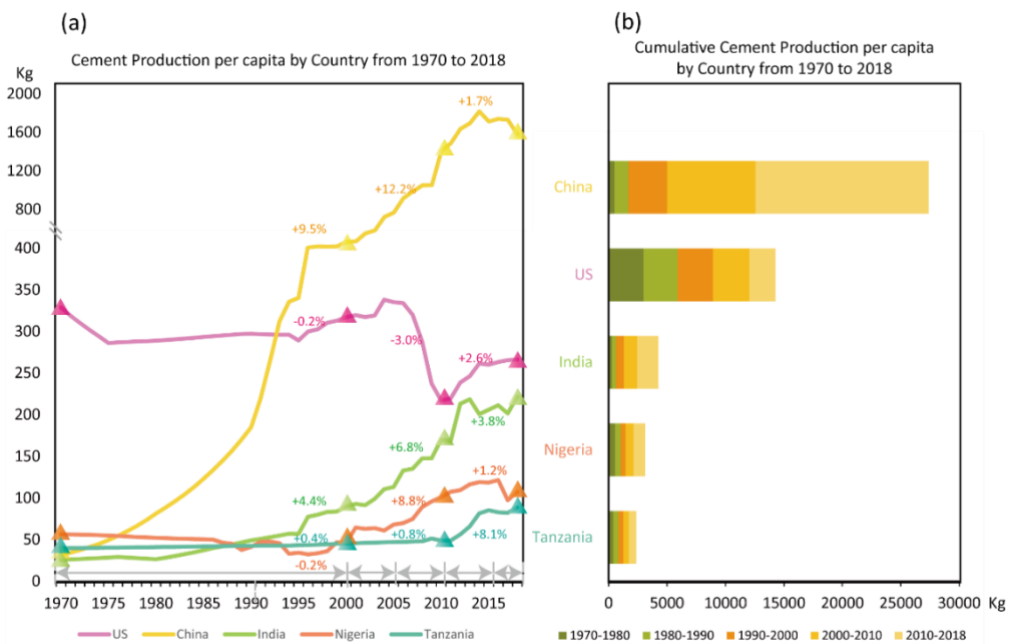 (a)
Cement Production per capita by Country from 1970 to 2018
Kg
2000
1600
1200
800
400
350
300
250
200
150
100
50
0
+1.7%
+12.2%
+9.5%
-0.2%
-3.0%
+2.6%
+3.8%
+6.8%
+4.4%
+1.2%
+8.8%
+0.4%
+0.8%
+8.1%
-0.2%
1970 1975 1980 1985 1990 1995 2000 2005 2010 2015
US China India Nigeria Tanzania
(b)
Cumulative Cement Production per capita
by Country from 1970 to 2018
China
US
India
Nigeria
Tanzania
0 5000 10000 15000 20000 25000 30000 Kg
1970-1980 1980-1990 1990-2000 2000-2010 2010-2018